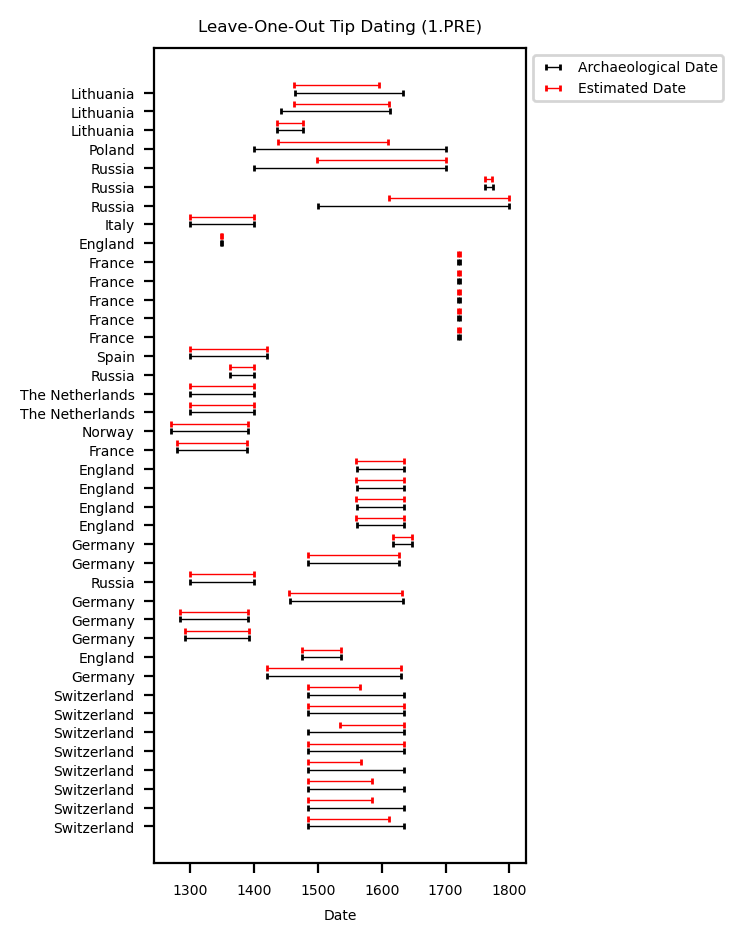 Leave-One-Out Tip Dating (1.PRE)
Archaeological Date
Estimated Date
Lithuania
Lithuania
Lithuania
Poland
Russia
Russia
Russia
Italy
England
France
France
France
France
France
Spain
Russia
The Netherlands
The Netherlands
Norway
France
England
England
England
England
Germany
Germany
Russia
Germany
Germany
Germany
England
Germany
Switzerland
Switzerland
Switzerland
Switzerland
Switzerland
Switzerland
Switzerland
Switzerland
1300 1400 1500 1600 1700 1800
Date